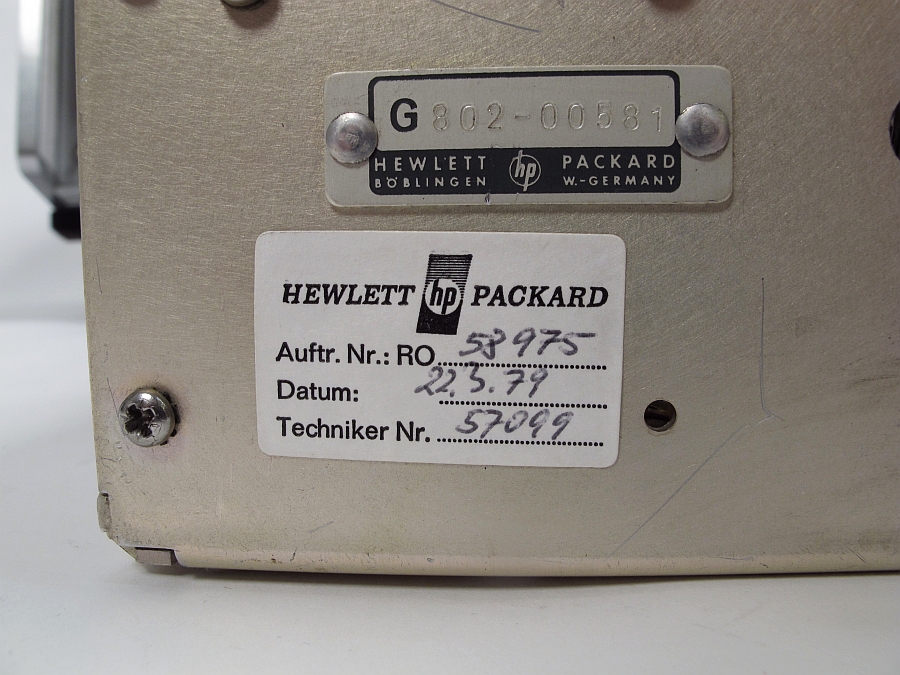 G 802-00581
HEWLETT hp PACKARD
BÖBLINGEN W.-GERMANY
HEWLETT hp PACKARD
Auftr. Nr.: RO 58975
Datum: 22.3.79
Techniker Nr. 57099